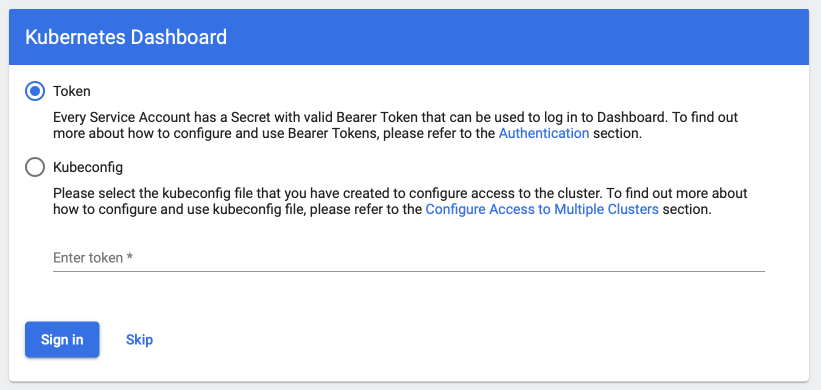 Kubernetes Dashboard
Token
Every Service Account has a Secret with valid Bearer Token that can be used to log in to Dashboard. To find out
more about how to configure and use Bearer Tokens, please refer to the Authentication section.
Kubeconfig
Please select the kubeconfig file that you have created to configure access to the cluster. To find out more about
how to configure and use kubeconfig file, please refer to the Configure Access to Multiple Clusters section.
Enter token *
Sign in
Skip